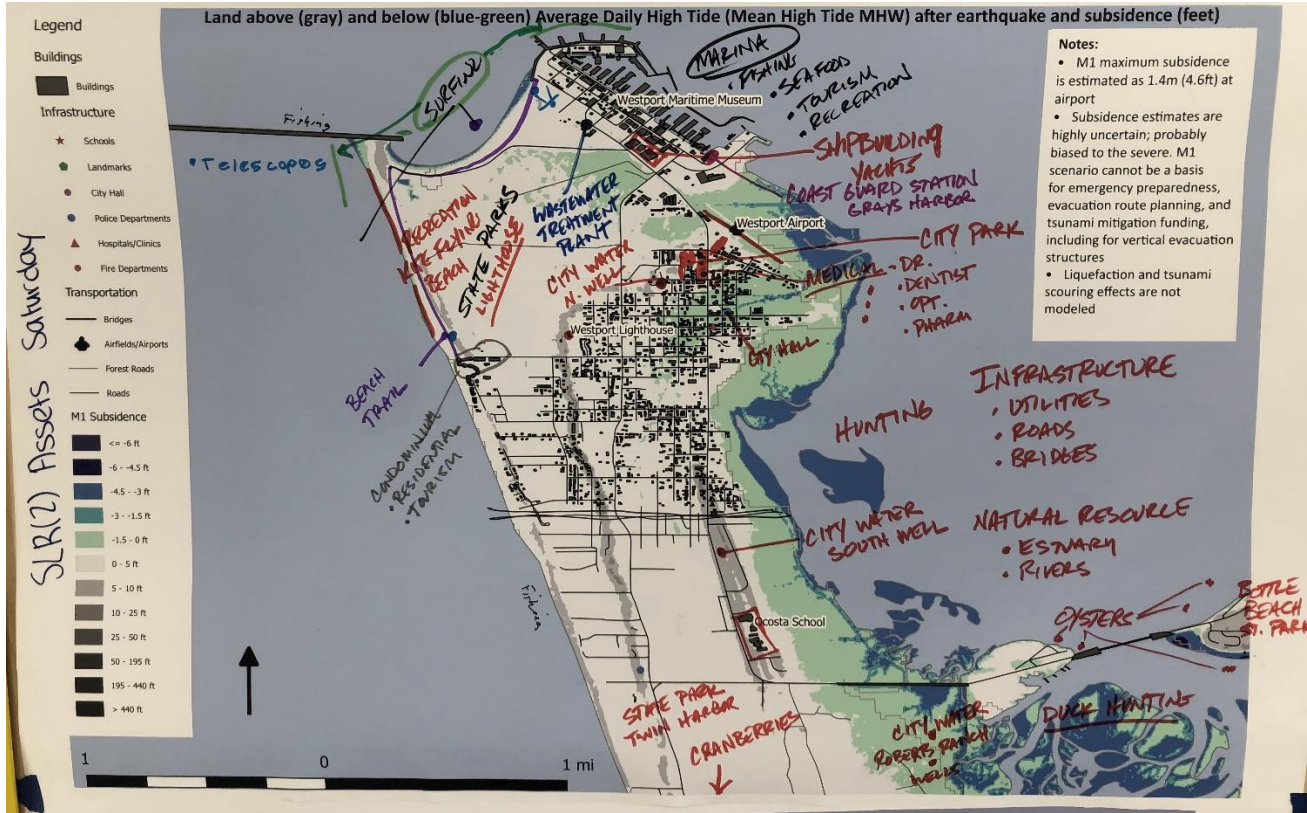 Land above (gray) and below (blue-green) Average Daily High Tide (Mean High Tide MHW) after earthquake and subsidence (feet)
Legend
Buildings
Buildings
Infrastructure
Schools
Landmarks
City Hall
Police Departments
Hospitals/Clinics
Fire Departments
Transportation
Bridges
Airfields/Airports
Forest Roads
Roads
M1 Subsidence
<= -6 ft
-6 - -4.5 ft
-4.5 - -3 ft
-3 - -1.5 ft
-1.5 - 0 ft
0 - 5 ft
5 - 10 ft
10 - 25 ft
25 - 50 ft
50 - 195 ft
195 - 440 ft
> 440 ft
SLR(2) Assets Saturday
Notes:
• M1 maximum subsidence
is estimated as 1.4m (4.6ft) at
airport
• Subsidence estimates are
highly uncertain; probably
biased to the severe. M1
scenario cannot be a basis
for emergency preparedness,
evacuation route planning, and
tsunami mitigation funding,
including for vertical evacuation
structures
• Liquefaction and tsunami
scouring effects are not
modeled
SURFING
Fishing
• Telescopes
MARINA
• FISHING
• SEAFOOD
• TOURISM
• RECREATION
Westport Maritime Museum
SHIPBUILDING
YACHTS
COAST GUARD STATION
GRAYS HARBOR
Westport Airport
CITY PARK
MEDICAL - DR.
• DENTIST
• OPT.
• PHARM
RECREATION
KITE FLYING
BEACH
STATE PARKS
LIGHTHOUSE
WASTEWATER
TREATMENT
PLANT
CITY WATER
N. WELL
Westport Lighthouse
CITY HALL
BEACH
TRAIL
CONDOMINIUM
• RESIDENTIAL
• TOURISM
HUNTING
INFRASTRUCTURE
• UTILITIES
• ROADS
• BRIDGES
CITY WATER
SOUTH WELL
NATURAL RESOURCE
• ESTUARY
• RIVERS
Fishing
Ocosta School
OYSTERS
BOTTLE
BEACH
ST. PARK
STATE PARK
TWIN HARBOR
CRANBERRIES
CITY WATER
ROBERTS RANCH
WELLS
DUCK HUNTING
1 0 1 mi